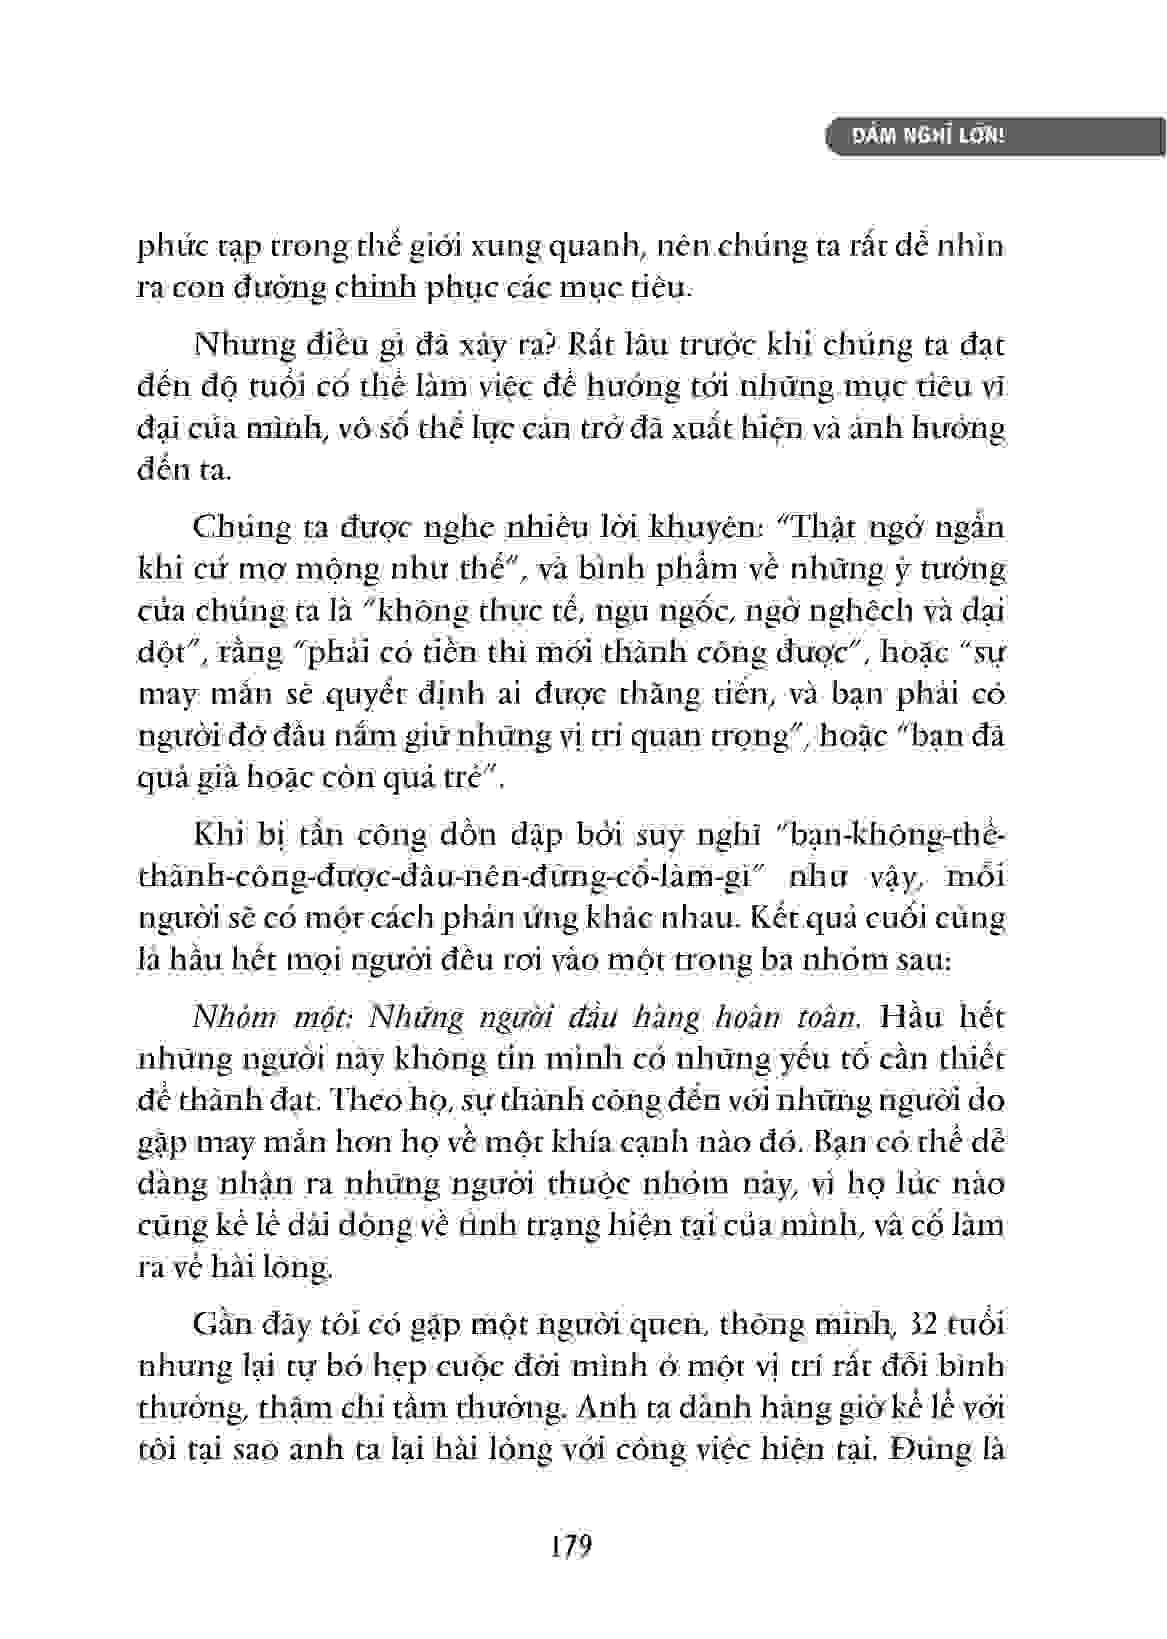 DÁM NGHĨ LỚN!
phức tạp trong thế giới xung quanh, nên chúng ta rất dễ nhìn
ra con đường chinh phục các mục tiêu.
Nhưng điều gì đã xảy ra? Rất lâu trước khi chúng ta đạt
đến độ tuổi có thể làm việc để hướng tới những mục tiêu vĩ
đại của mình, vô số thế lực cản trở đã xuất hiện và ảnh hưởng
đến ta.
Chúng ta được nghe nhiều lời khuyên: “Thật ngớ ngẩn
khi cứ mơ mộng như thế”, và bình phẩm về những ý tưởng
của chúng ta là “không thực tế, ngu ngốc, ngờ nghệch và dại
dột”, rằng “phải có tiền thì mới thành công được”, hoặc “sự
may mắn sẽ quyết định ai được thăng tiến, và bạn phải có
người đỡ đầu nắm giữ những vị trí quan trọng”, hoặc “bạn đã
quá già hoặc còn quá trẻ”.
Khi bị tấn công dồn dập bởi suy nghĩ “bạn-không-thể-
thành-công-được-đâu-nên-đừng-cố-làm-gì” như vậy, mỗi
người sẽ có một cách phản ứng khác nhau. Kết quả cuối cùng
là hầu hết mọi người đều rơi vào một trong ba nhóm sau:
Nhóm một: Những người đầu hàng hoàn toàn. Hầu hết
những người này không tin mình có những yếu tố cần thiết
để thành đạt. Theo họ, sự thành công đến với những người do
gặp may mắn hơn họ về một khía cạnh nào đó. Bạn có thể dễ
dàng nhận ra những người thuộc nhóm này, vì họ lúc nào
cũng kể lể dài dòng về tình trạng hiện tại của mình, và cố làm
ra vẻ hài lòng.
Gần đây tôi có gặp một người quen, thông minh, 32 tuổi
nhưng lại tự bó hẹp cuộc đời mình ở một vị trí rất đỗi bình
thường, thậm chí tầm thường. Anh ta dành hàng giờ kể lể với
tôi tại sao anh ta lại hài lòng với công việc hiện tại. Đúng là
179